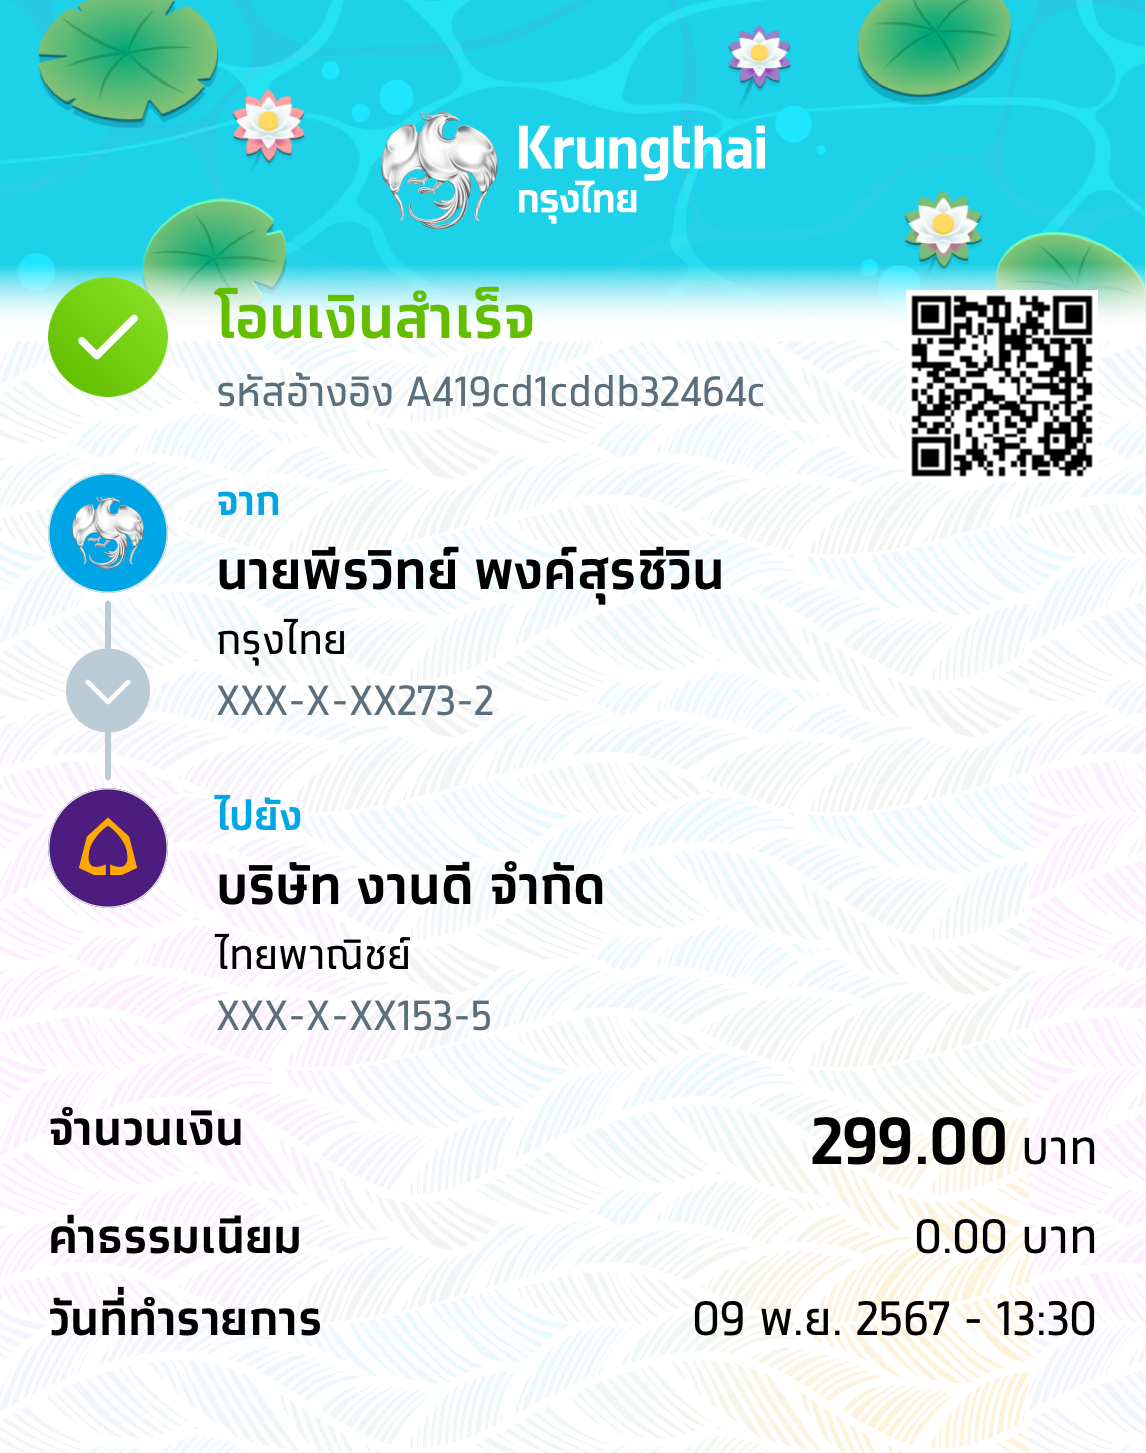 Krungthai
กรุงไทย
โอนเงินสำเร็จ
รหัสอ้างอิง A419cd1cddb32464c
จาก
นายพีรวิทย์ พงค์สุรชีวิน
กรุงไทย
XXX-X-XX273-2
ไปยัง
บริษัท งานดี จำกัด
ไทยพาณิชย์
XXX-X-XX153-5
จำนวนเงิน 299.00 บาท
ค่าธรรมเนียม 0.00 บาท
วันที่ทำรายการ 09 พ.ย. 2567 - 13:30